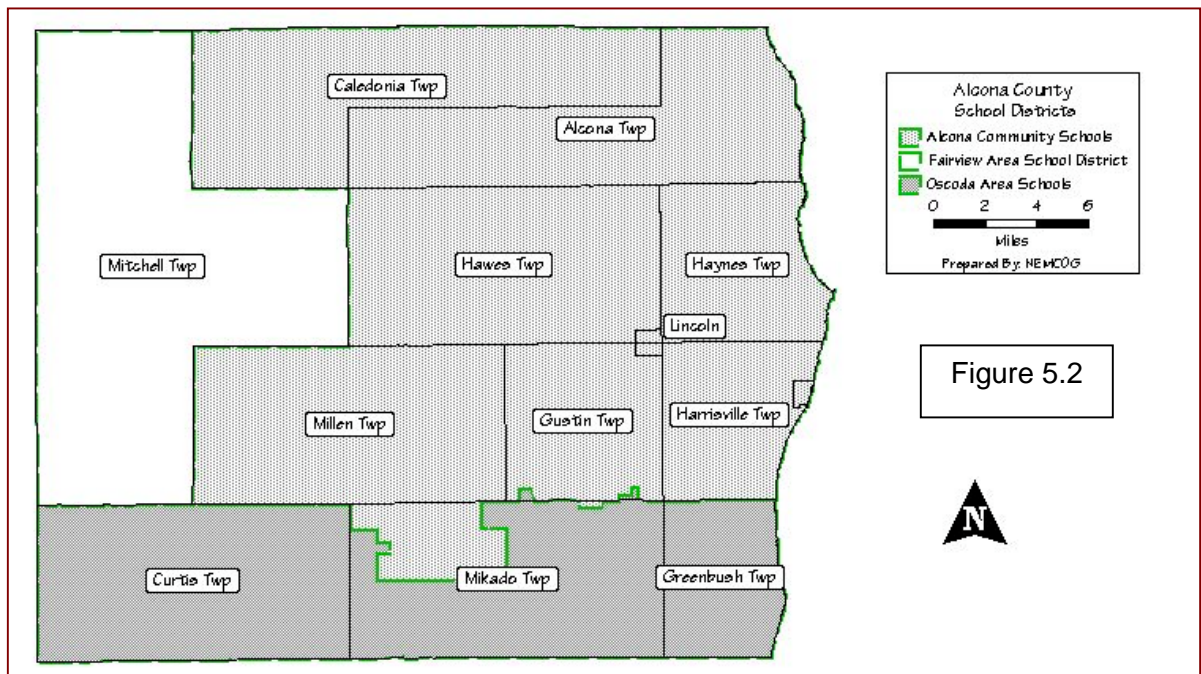 Caledonia Twp
Alcona Twp
Mitchell Twp
Hawes Twp
Haynes Twp
Lincoln
Millen Twp
Gustin Twp
Harrisville Twp
Curtis Twp
Mikado Twp
Greenbush Twp
Alcona County
School Districts
Alcona Community Schools
Fairview Area School District
Oscoda Area Schools
0 2 4 6
Miles
Prepared By: NEMCOG
Figure 5.2
N